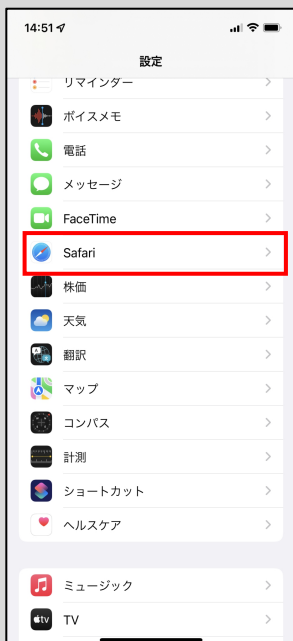 14:51
設定
リマインダー
ボイスメモ
電話
メッセージ
FaceTime
Safari
株価
天気
翻訳
マップ
コンパス
計測
ショートカット
ヘルスケア
ミュージック
tv TV